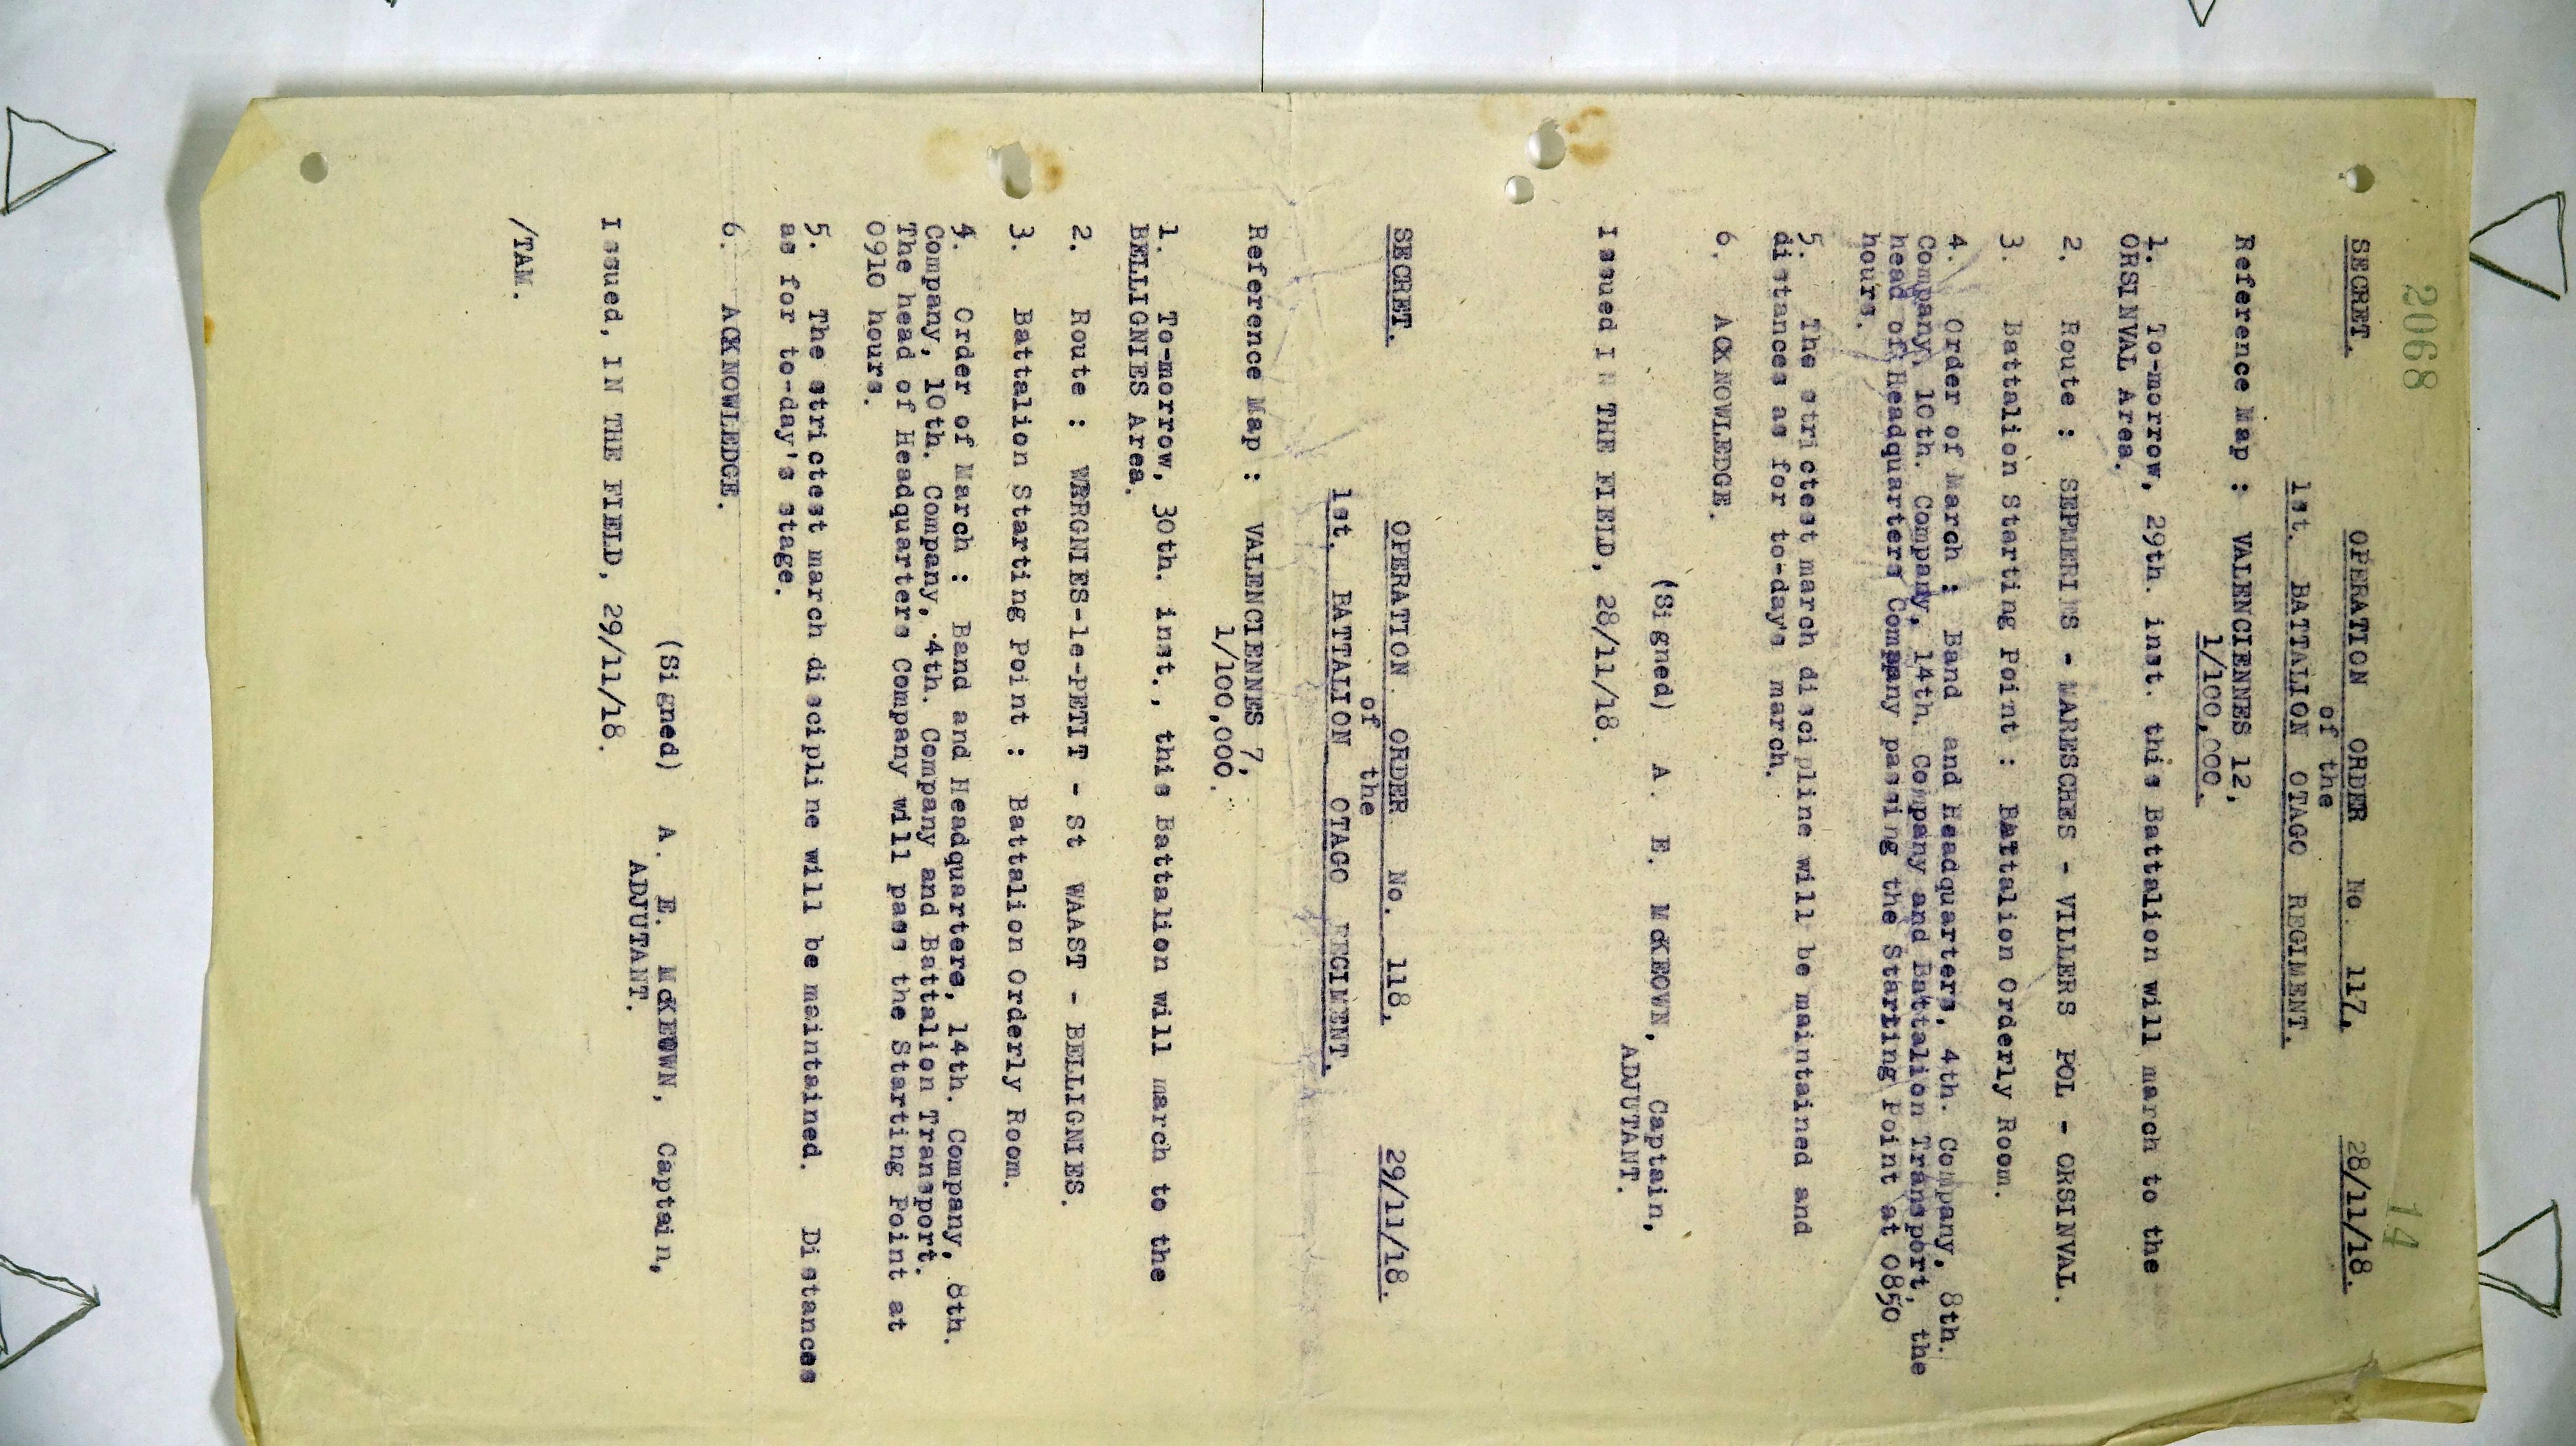 2068
14
SECRET. OPERATION ORDER No. 117. 28/11/18.
of the
1st. BATTALION OTAGO REGIMENT.
Reference Map : VALENCIENNES 12,
1/100,000.
1. To-morrow, 29th. inst. this Battalion will march to the
ORSINVAL Area.
2. Route : SEPMERIES - MARESCHES - VILLERS POL - ORSINVAL.
3. Battalion Starting Point : Battalion Orderly Room.
4. Order of March : Band and Headquarters, 4th. Company, 8th.
Company, 10th. Company, 14th. Company and Battalion Transport, the
head of Headquarters Company passing the Starting Point at 0850
hours.
5. The strictest march discipline will be maintained and
distances as for to-day's march.
6. ACKNOWLEDGE.
(Signed) A. E. McKEOWN, Captain,
ADJUTANT.
Issued IN THE FIELD, 28/11/18.
SECRET. OPERATION ORDER No. 118. 29/11/18.
of the
1st. BATTALION OTAGO REGIMENT.
Reference Map : VALENCIENNES 7,
1/100,000.
1. To-morrow, 30th. inst., this Battalion will march to the
BELLIGNIES Area.
2. Route : WARGNIES-le-PETIT - St WAAST - BELLIGNIES.
3. Battalion Starting Point : Battalion Orderly Room.
4. Order of March : Band and Headquarters, 14th. Company, 8th.
Company, 10th. Company, 4th. Company and Battalion Transport.
The head of Headquarters Company will pass the Starting Point at
0910 hours.
5. The strictest march discipline will be maintained. Distances
as for to-day's stage.
6. ACKNOWLEDGE.
(Signed) A. E. McKEOWN, Captain,
ADJUTANT.
Issued, IN THE FIELD, 29/11/18.
/TAM.